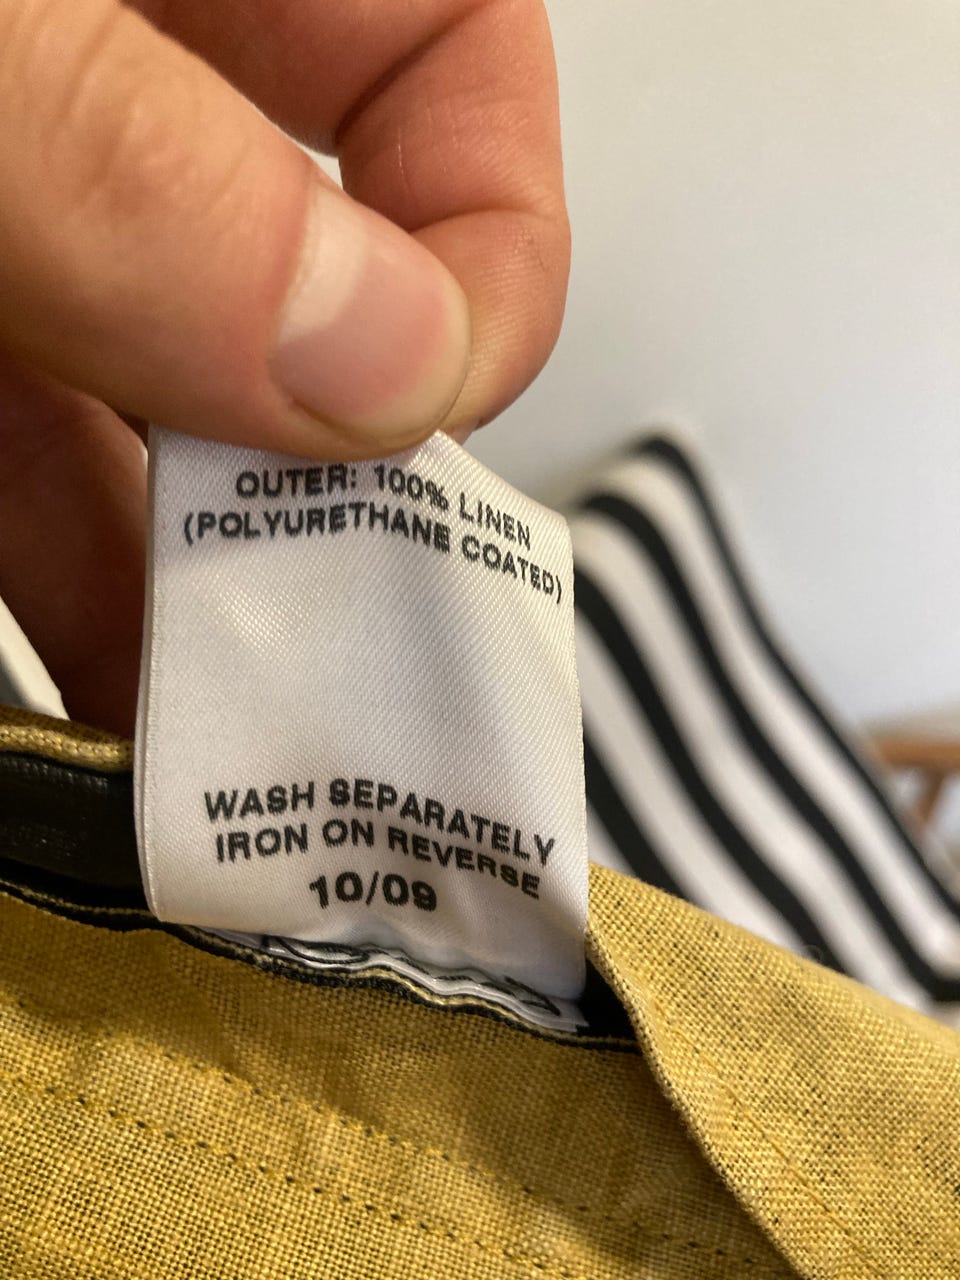 OUTER: 100% LINEN
(POLYURETHANE COATED)
WASH SEPARATELY
IRON ON REVERSE
10/09